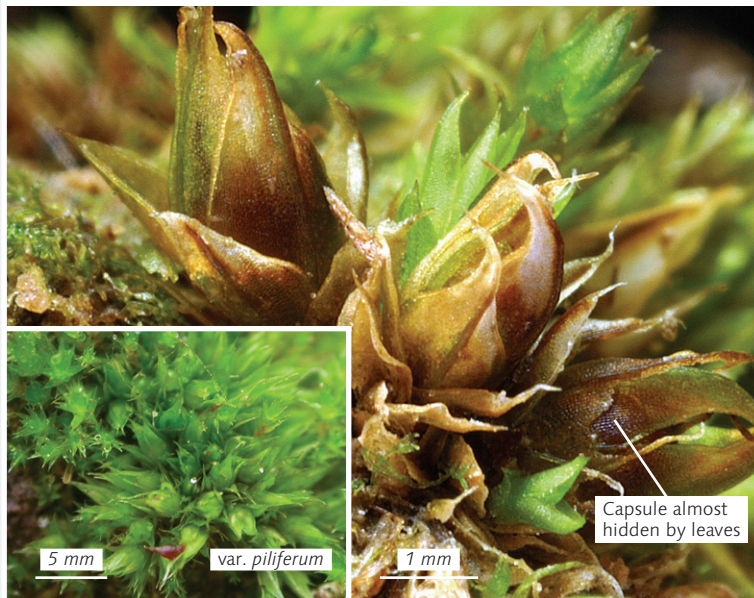 Capsule almost
hidden by leaves
5 mm
var. piliferum
1 mm